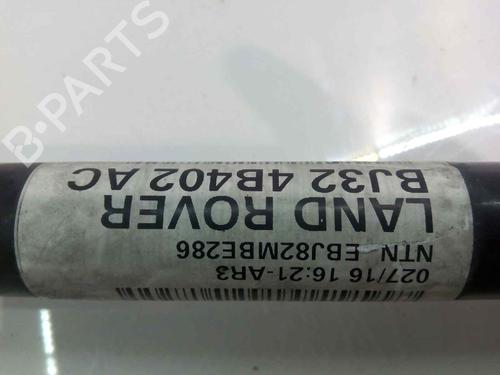 B-PARTS
027/16 16:21-AR3
NTN EBJ82MBE286
LAND ROVER
BJ32 4B402 AC